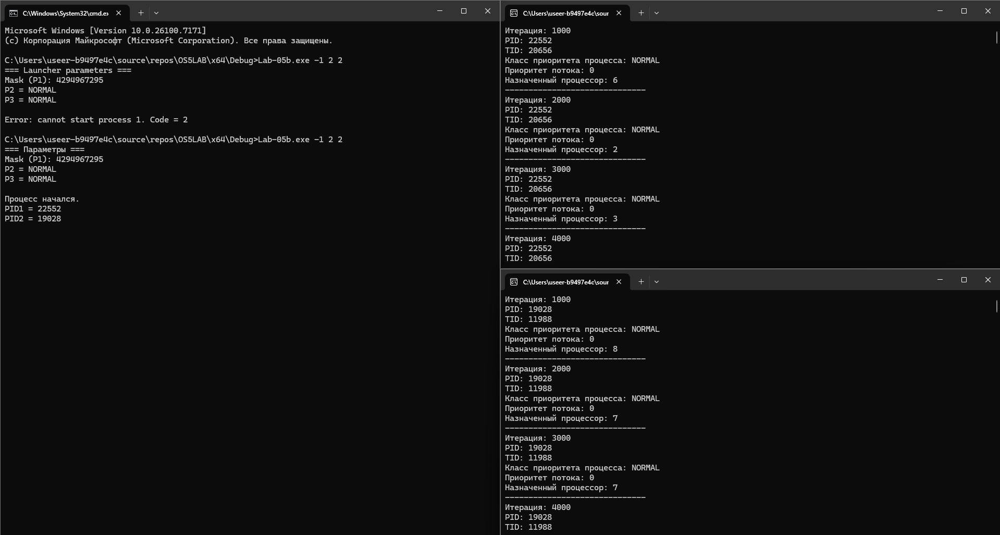 C:\Windows\System32\cmd.ex
Microsoft Windows [Version 10.0.26100.7171]
(c) Корпорация Майкрософт (Microsoft Corporation). Все права защищены.
C:\Users\useer-b9497e4c\source\repos\OS5LAB\x64\Debug>Lab-05b.exe -1 2 2
=== Launcher parameters ===
Mask (P1): 4294967295
P2 = NORMAL
P3 = NORMAL
Error: cannot start process 1. Code = 2
C:\Users\useer-b9497e4c\source\repos\OS5LAB\x64\Debug>Lab-05b.exe -1 2 2
=== Параметры ===
Mask (P1): 4294967295
P2 = NORMAL
P3 = NORMAL
Процесс начался.
PID1 = 22552
PID2 = 19028
C:\Users\useer-b9497e4c\sour
Итерация: 1000
PID: 22552
TID: 20656
Класс приоритета процесса: NORMAL
Приоритет потока: 0
Назначенный процессор: 6
------------------------------
Итерация: 2000
PID: 22552
TID: 20656
Класс приоритета процесса: NORMAL
Приоритет потока: 0
Назначенный процессор: 2
------------------------------
Итерация: 3000
PID: 22552
TID: 20656
Класс приоритета процесса: NORMAL
Приоритет потока: 0
Назначенный процессор: 3
------------------------------
Итерация: 4000
PID: 22552
TID: 20656
C:\Users\useer-b9497e4c\sour
Итерация: 1000
PID: 19028
TID: 11988
Класс приоритета процесса: NORMAL
Приоритет потока: 0
Назначенный процессор: 8
------------------------------
Итерация: 2000
PID: 19028
TID: 11988
Класс приоритета процесса: NORMAL
Приоритет потока: 0
Назначенный процессор: 7
------------------------------
Итерация: 3000
PID: 19028
TID: 11988
Класс приоритета процесса: NORMAL
Приоритет потока: 0
Назначенный процессор: 7
------------------------------
Итерация: 4000
PID: 19028
TID: 11988